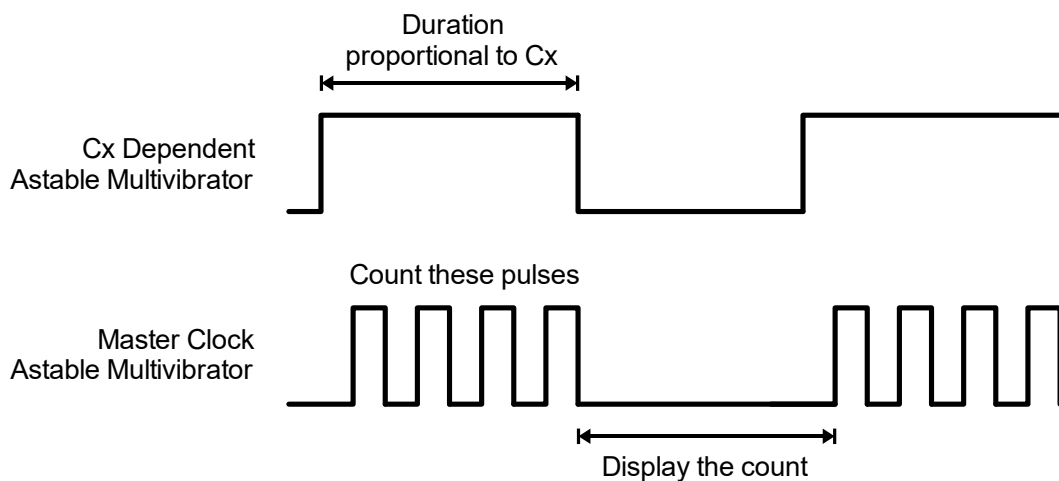 Duration
proportional to Cx
Cx Dependent
Astable Multivibrator
Count these pulses
Master Clock
Astable Multivibrator
Display the count